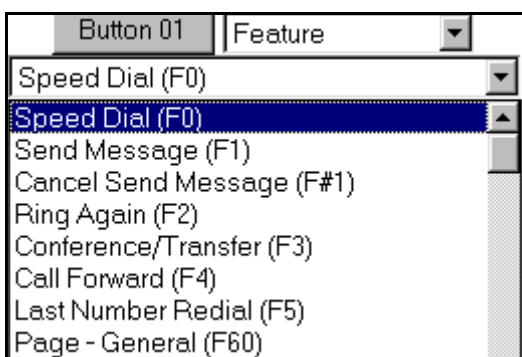 Button 01 Feature
Speed Dial (F0)
Speed Dial (F0)
Send Message (F1)
Cancel Send Message (F#1)
Ring Again (F2)
Conference/Transfer (F3)
Call Forward (F4)
Last Number Redial (F5)
Page - General (F60)